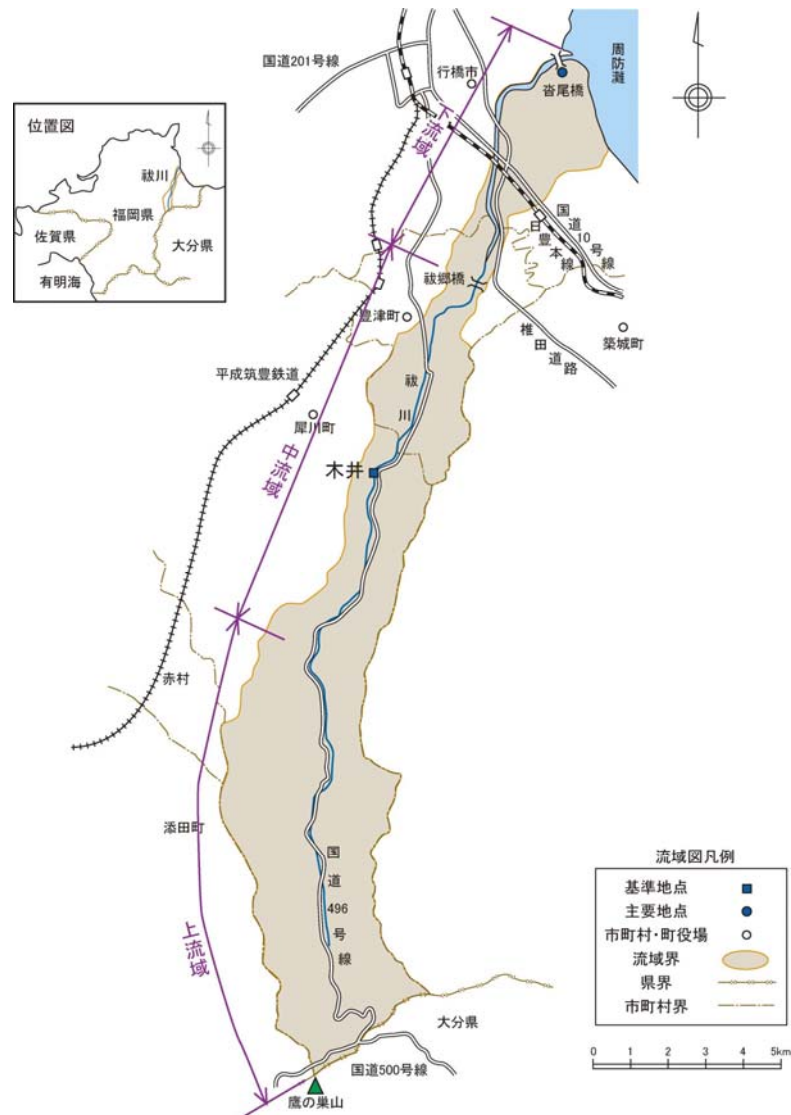 国道201号線
行橋市
周防灘
沓尾橋
下流域
位置図
祓川
福岡県
佐賀県
大分県
有明海
国道10号線
日豊本線
祓郷橋
豊津町
椎田道路
築城町
平成筑豊鉄道
祓川
犀川町
木井
中流域
赤村
添田町
国道496号線
上流域
大分県
国道500号線
鷹の巣山
流域図凡例
基準地点
主要地点
市町村・町役場
流域界
県界
市町村界
0 1 2 3 4 5km